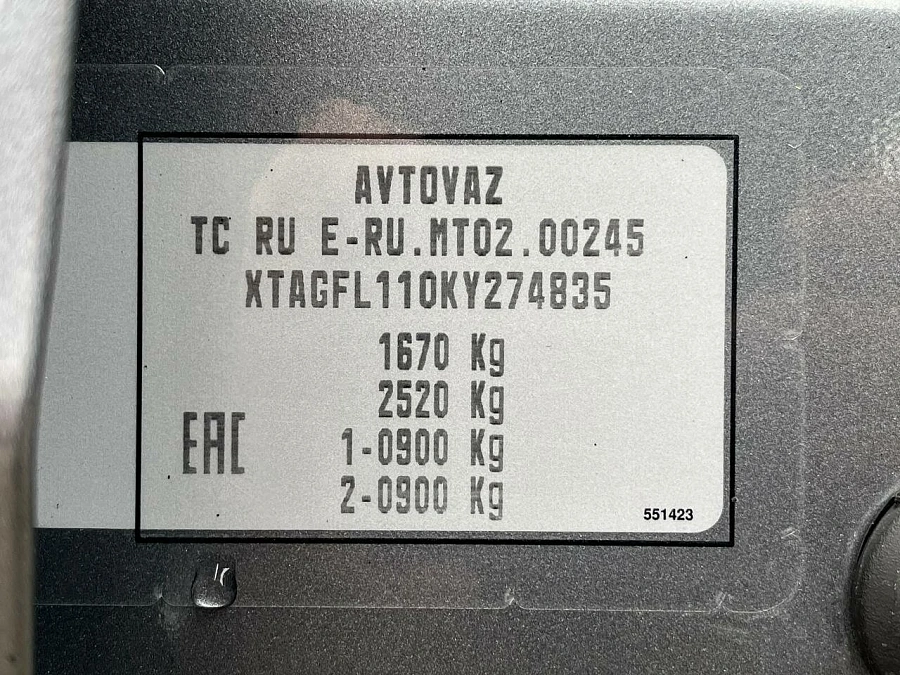 AVTOVAZ
TC RU E-RU.MT02.00245
XTAGFL110KY274835
1670 Kg
2520 Kg
1-0900 Kg
2-0900 Kg
EAC
551423